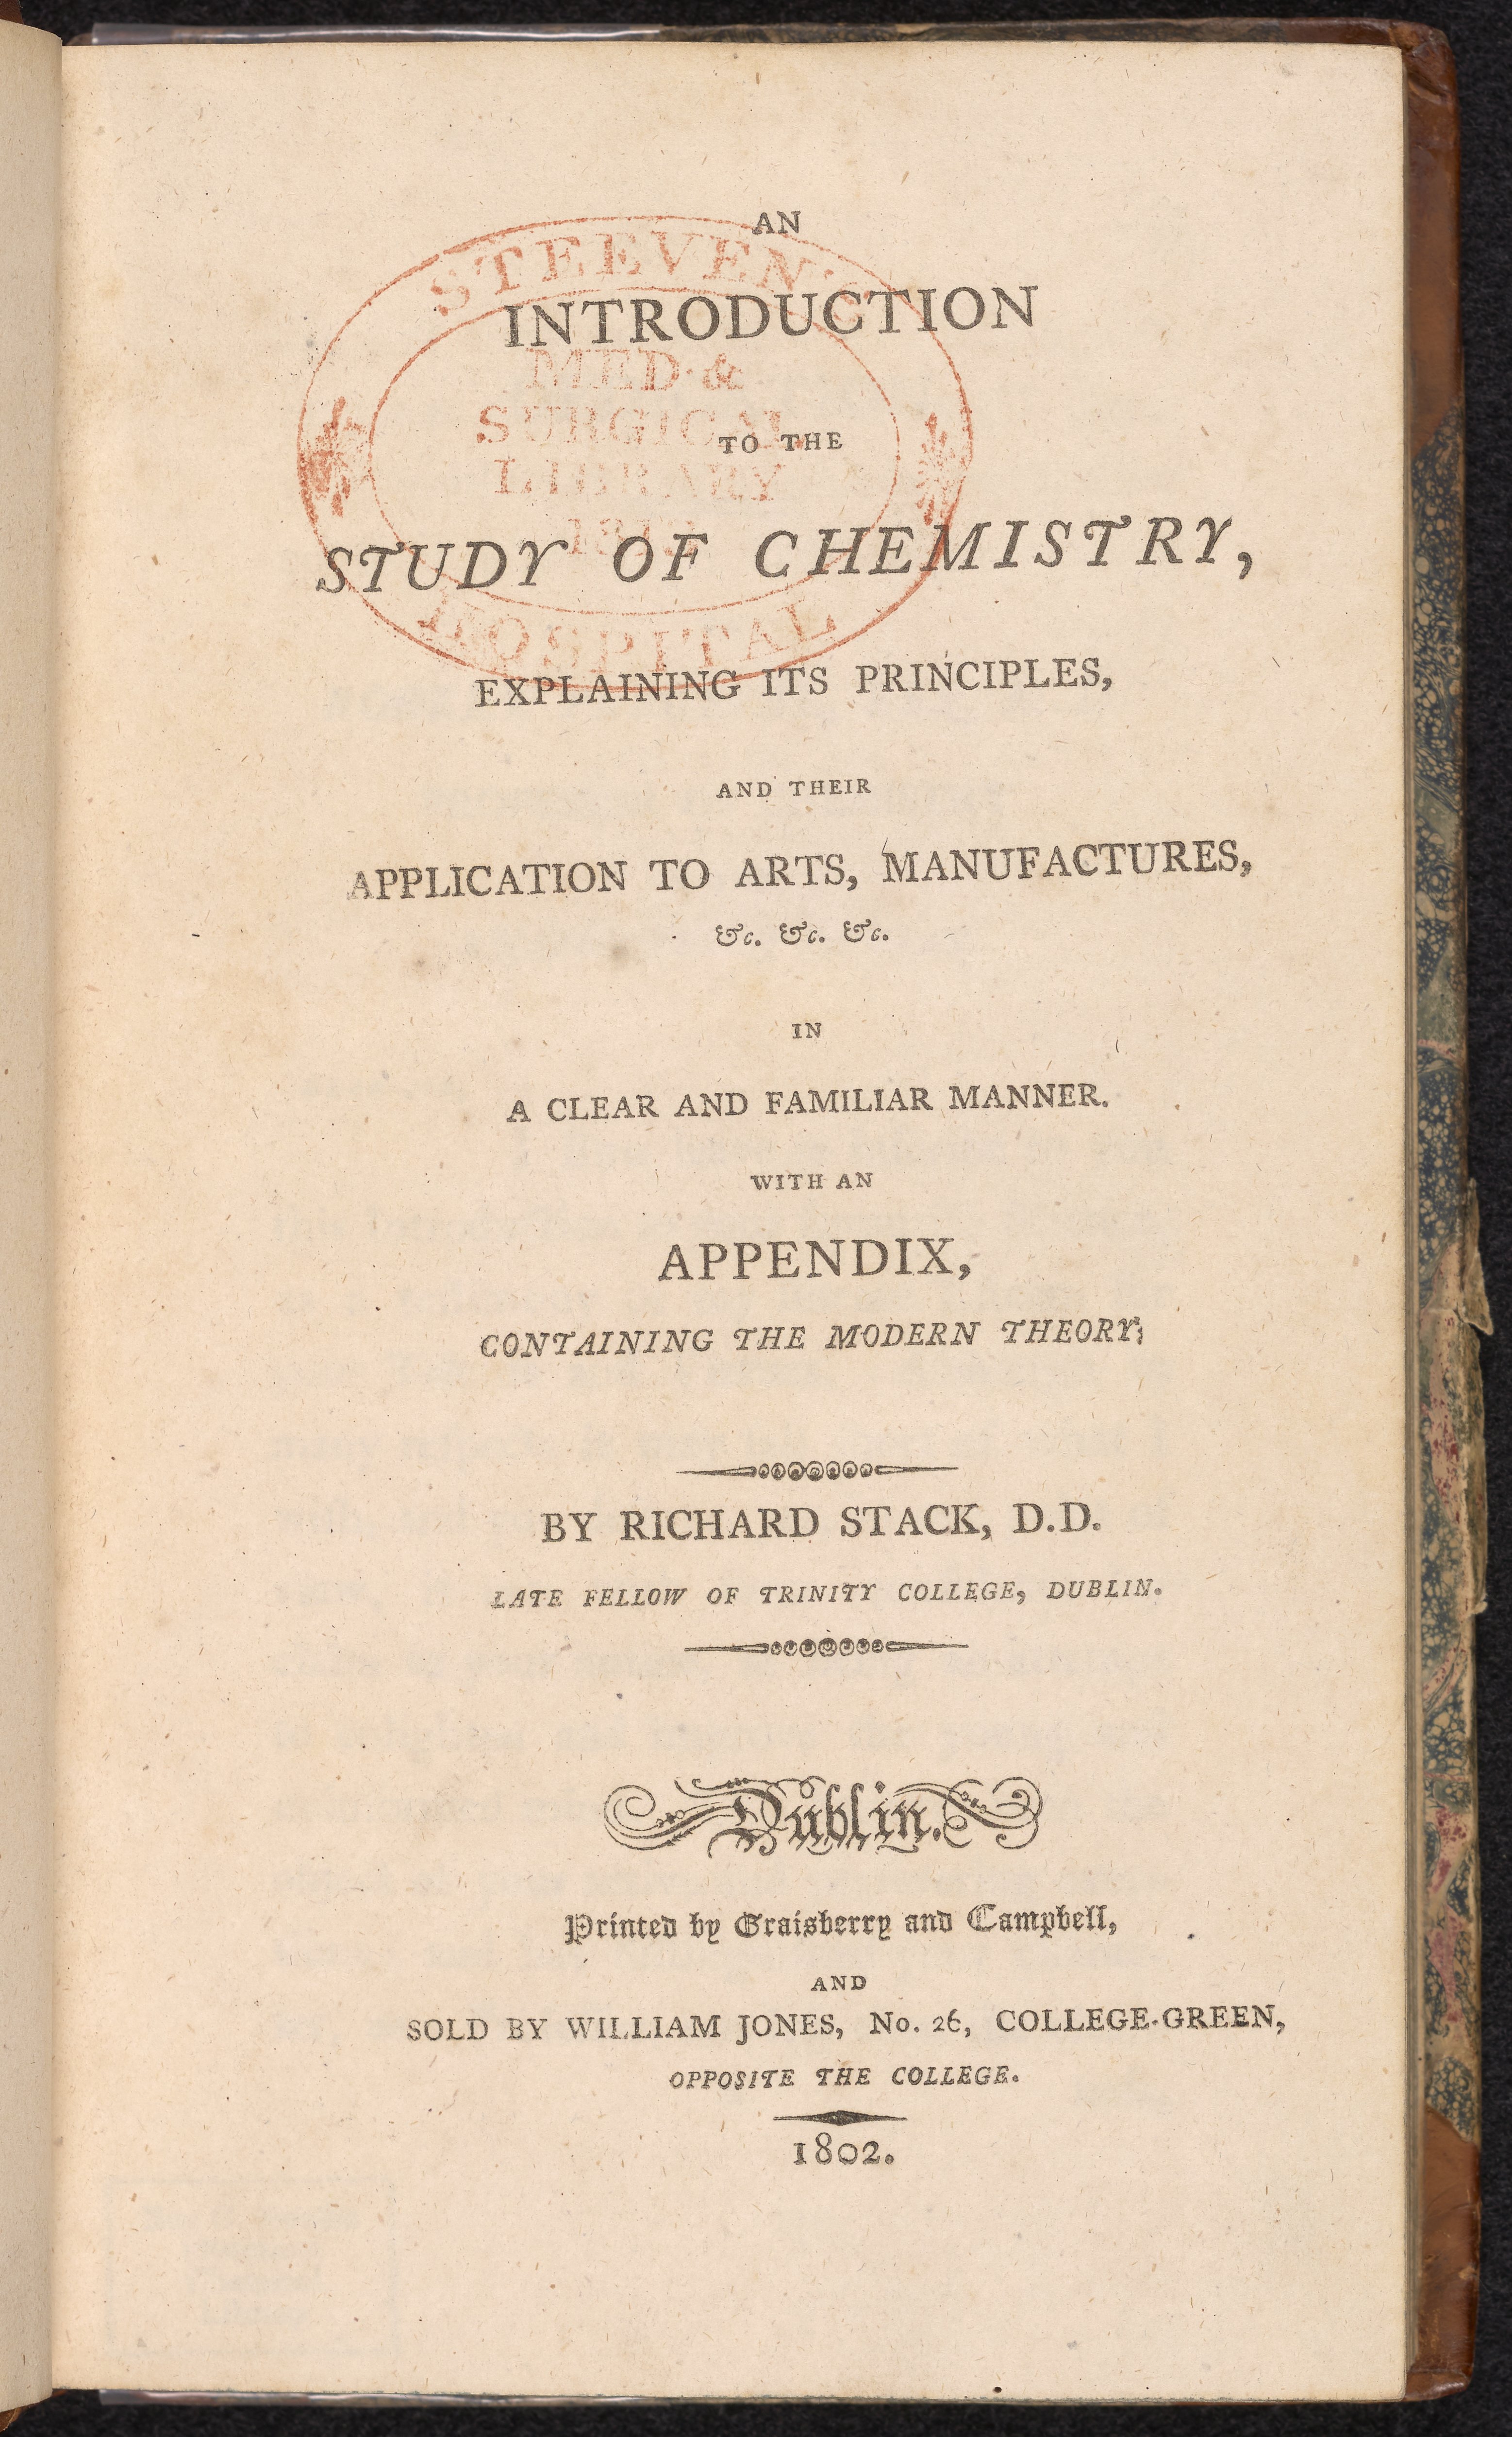 STEEVENS
MED. &
SURGICAL
LIBRARY
HOSPITAL
AN
INTRODUCTION
TO THE
STUDY OF CHEMISTRY,
EXPLAINING ITS PRINCIPLES,
AND THEIR
APPLICATION TO ARTS, MANUFACTURES,
&c. &c. &c.
IN
A CLEAR AND FAMILIAR MANNER.
WITH AN
APPENDIX,
CONTAINING THE MODERN THEORY;
BY RICHARD STACK, D.D.
LATE FELLOW OF TRINITY COLLEGE, DUBLIN.
Dublin.
Printed by Graisberry and Campbell,
AND
SOLD BY WILLIAM JONES, No. 26, COLLEGE-GREEN,
OPPOSITE THE COLLEGE.
1802.